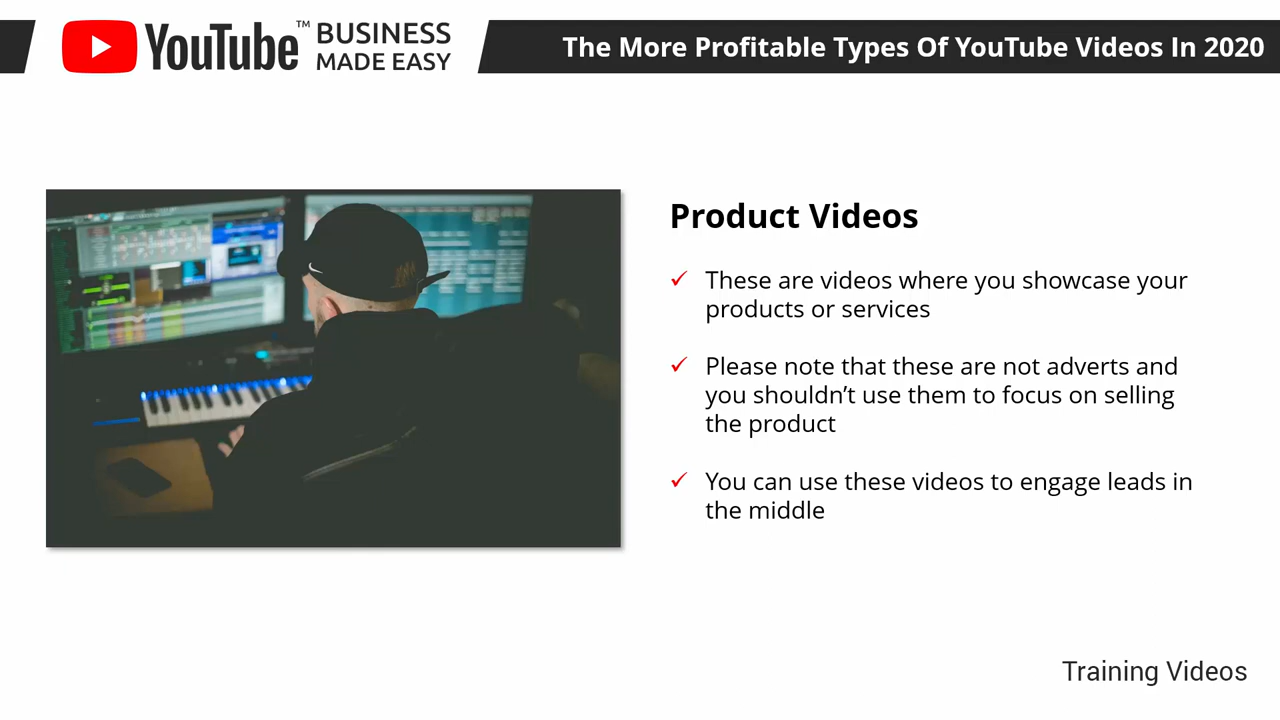 YouTube™ BUSINESS
MADE EASY
The More Profitable Types Of YouTube Videos In 2020
Product Videos
✓ These are videos where you showcase your
products or services
✓ Please note that these are not adverts and
you shouldn’t use them to focus on selling
the product
✓ You can use these videos to engage leads in
the middle
Training Videos